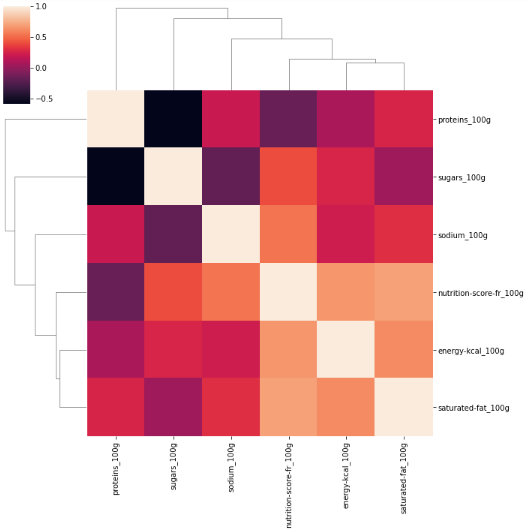 1.0
0.5
0.0
−0.5
proteins_100g
sugars_100g
sodium_100g
nutrition-score-fr_100g
energy-kcal_100g
saturated-fat_100g
proteins_100g
sugars_100g
sodium_100g
nutrition-score-fr_100g
energy-kcal_100g
saturated-fat_100g